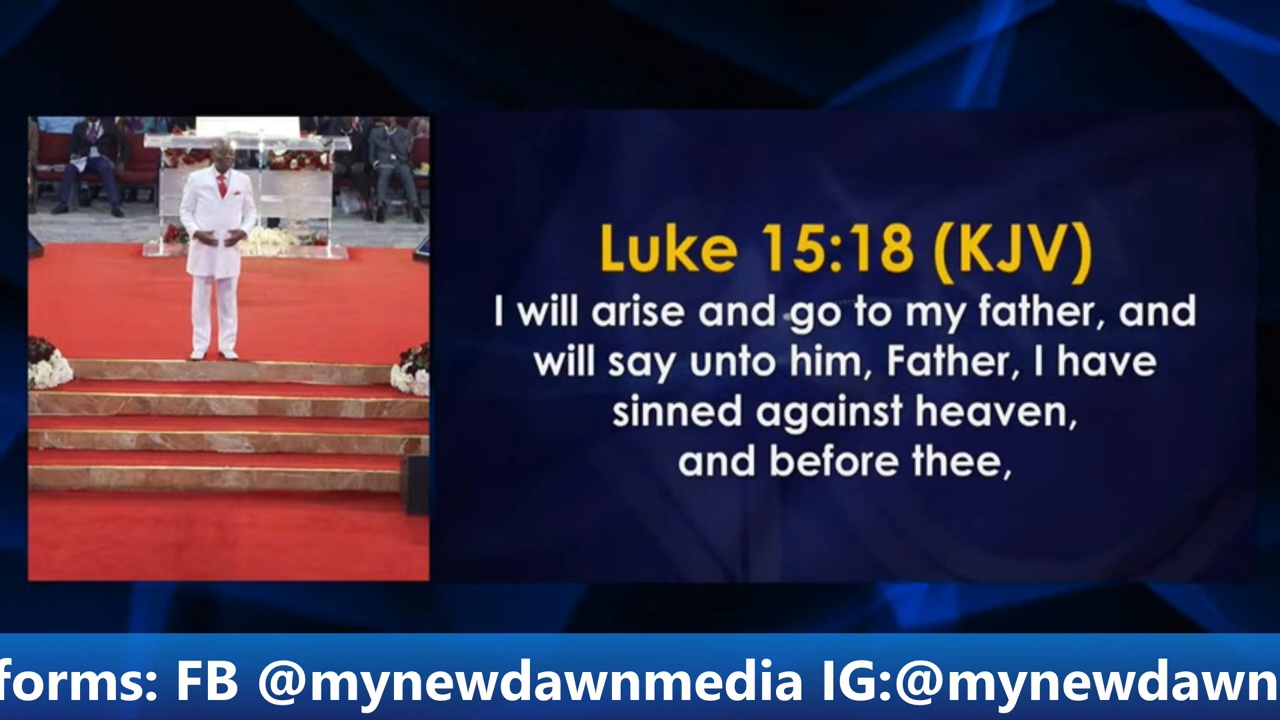 Luke 15:18 (KJV)
I will arise and go to my father, and
will say unto him, Father, I have
sinned against heaven,
and before thee,
forms: FB @mynewdawnmedia IG:@mynewdawn